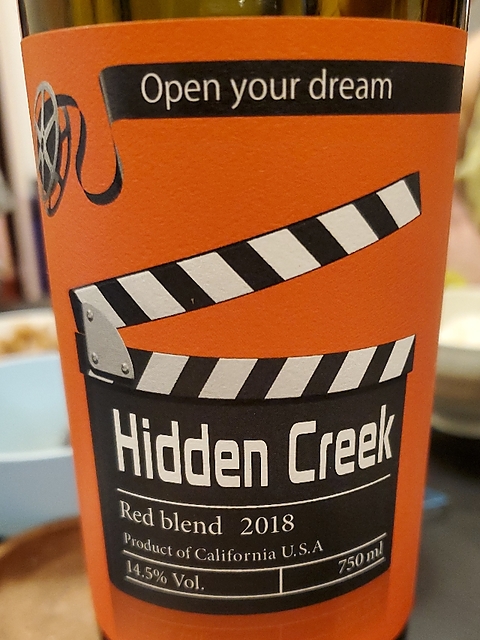 Open your dream
Hidden Creek
Red blend 2018
Product of California U.S.A
14.5% Vol. 750 ml